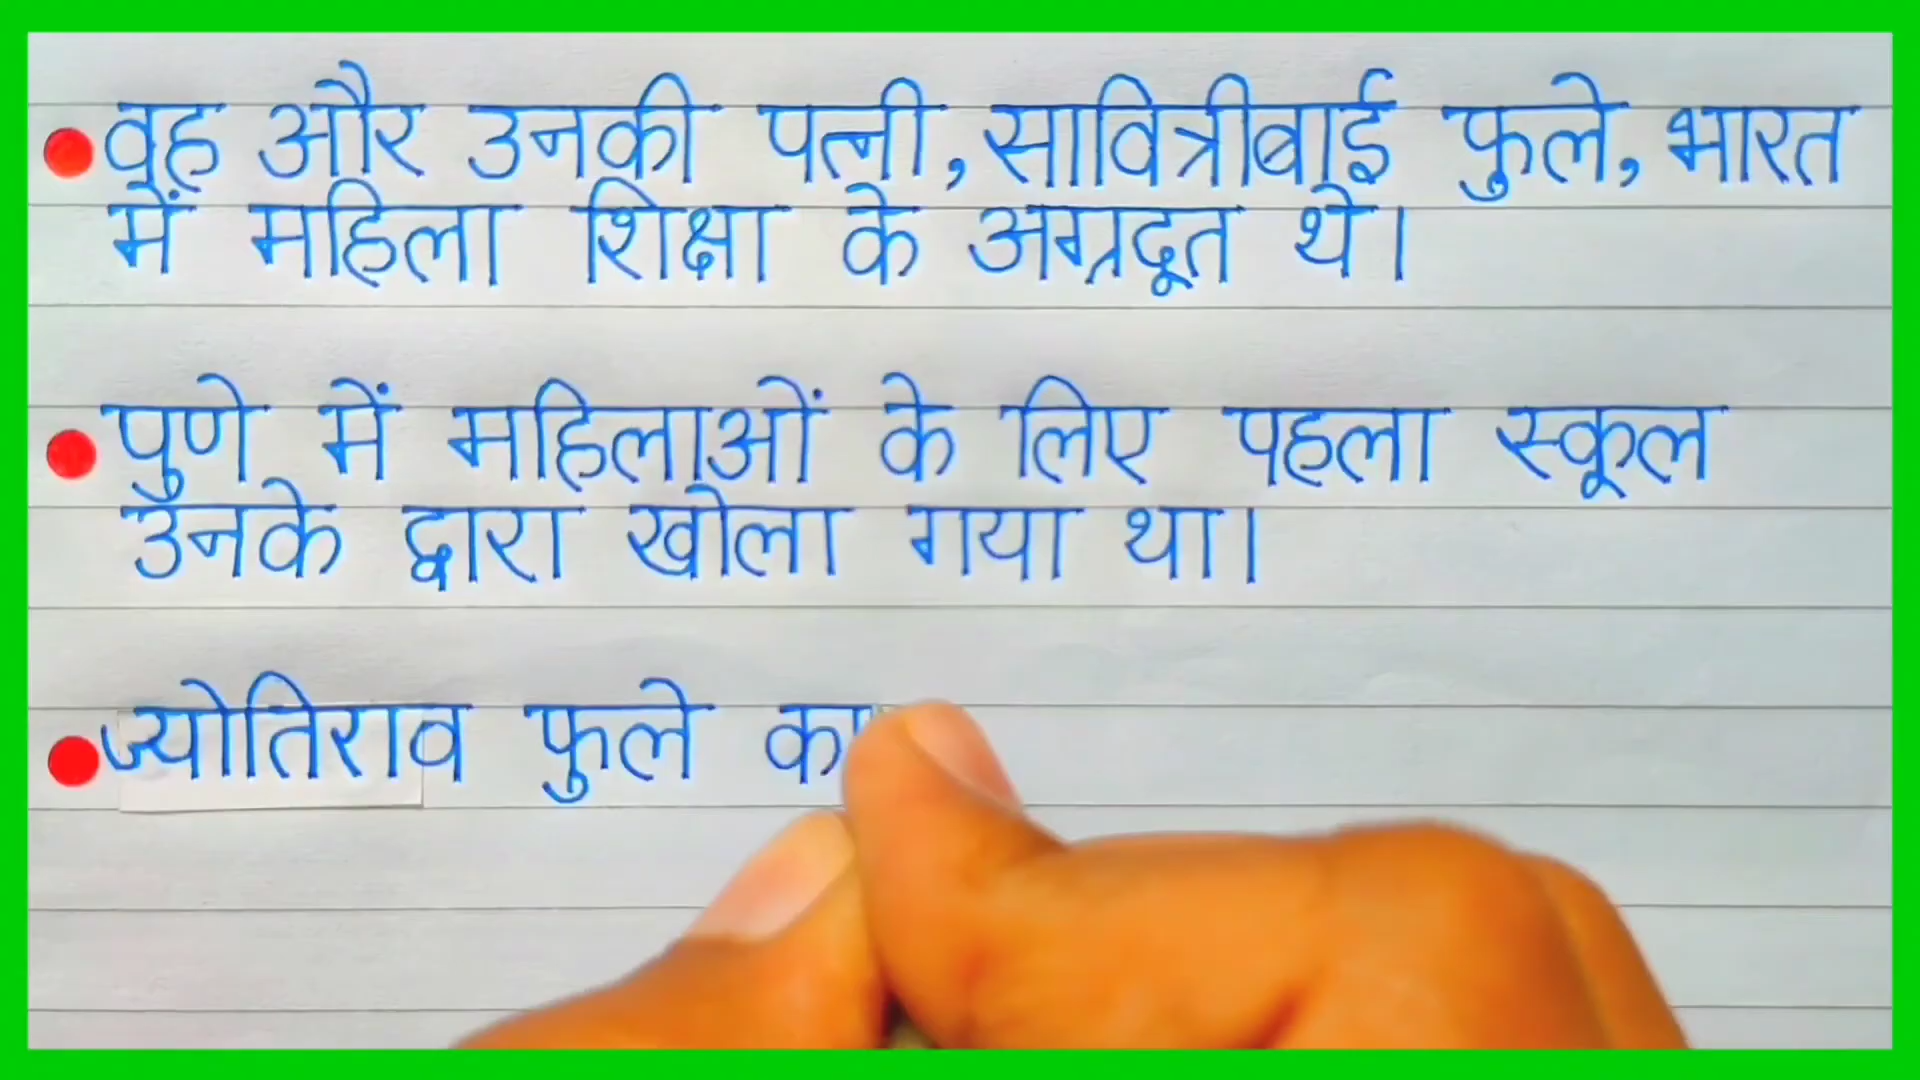 वह और उनकी पत्नी, सावित्रीबाई फुले, भारत
में महिला शिक्षा के अग्रदूत थे।
पुणे में महिलाओं के लिए पहला स्कूल
उनके द्वारा खोला गया था।
ज्योतिराव फुले का